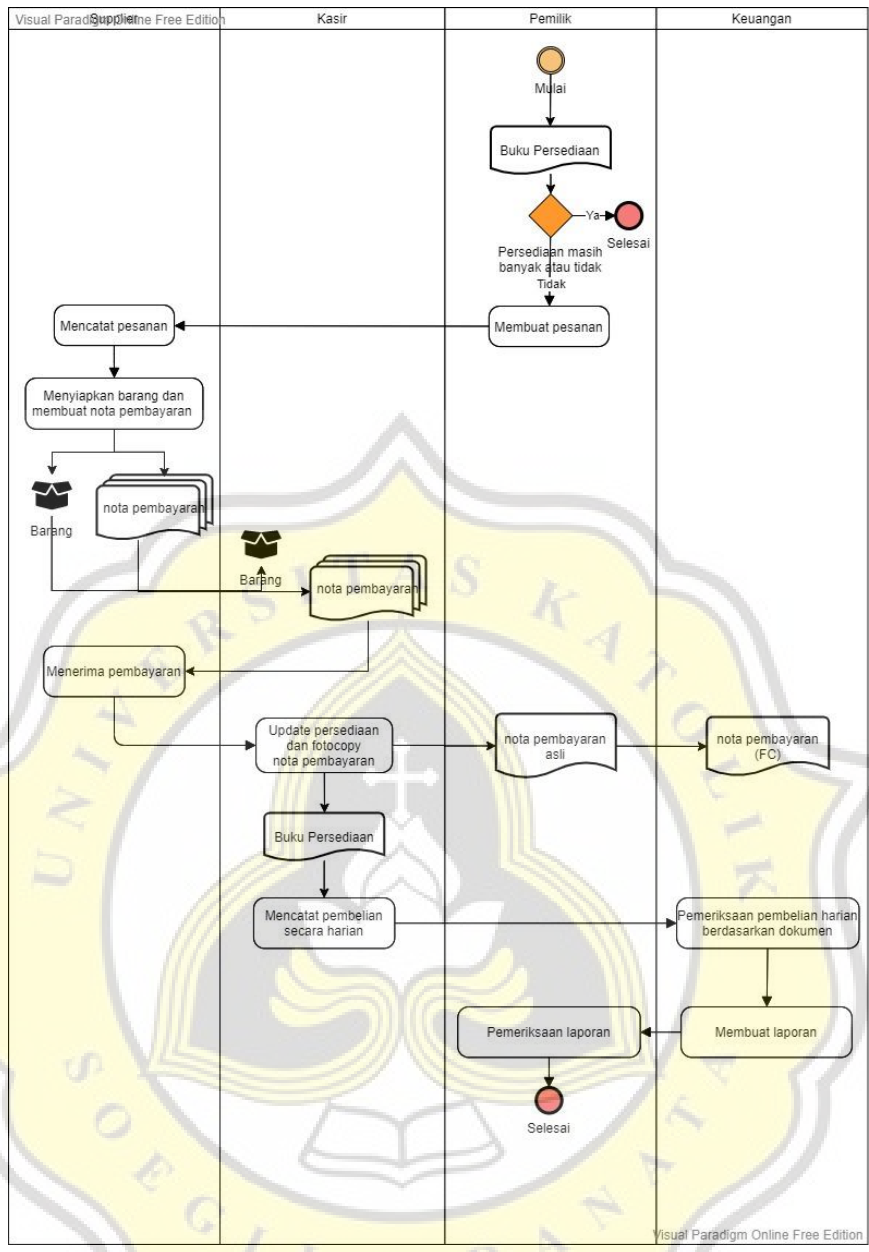 Visual Paradigm Online Free Edition
Supplier
Kasir
Pemilik
Keuangan
Mulai
Buku Persediaan
Ya
Selesai
Persediaan masih
banyak atau tidak
Tidak
Membuat pesanan
Mencatat pesanan
Menyiapkan barang dan
membuat nota pembayaran
Barang
nota pembayaran
Barang
nota pembayaran
Menerima pembayaran
Update persediaan
dan fotocopy
nota pembayaran
nota pembayaran
asli
nota pembayaran
(FC)
Buku Persediaan
Mencatat pembelian
secara harian
Pemeriksaan pembelian harian
berdasarkan dokumen
Membuat laporan
Pemeriksaan laporan
Selesai
UNIVERSITAS KATOLIK
SOEGIJAPRANATA
Visual Paradigm Online Free Edition